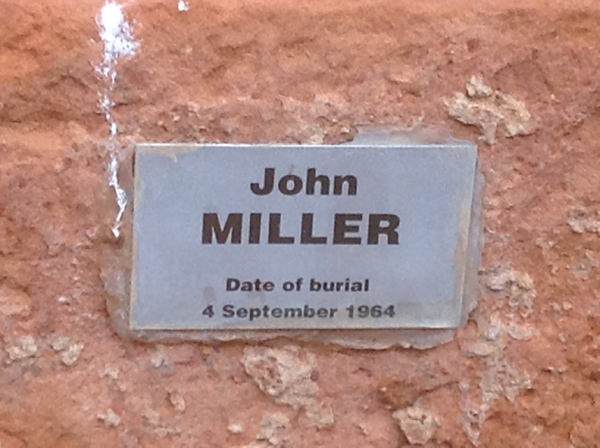 John
MILLER
Date of burial
4 September 1964